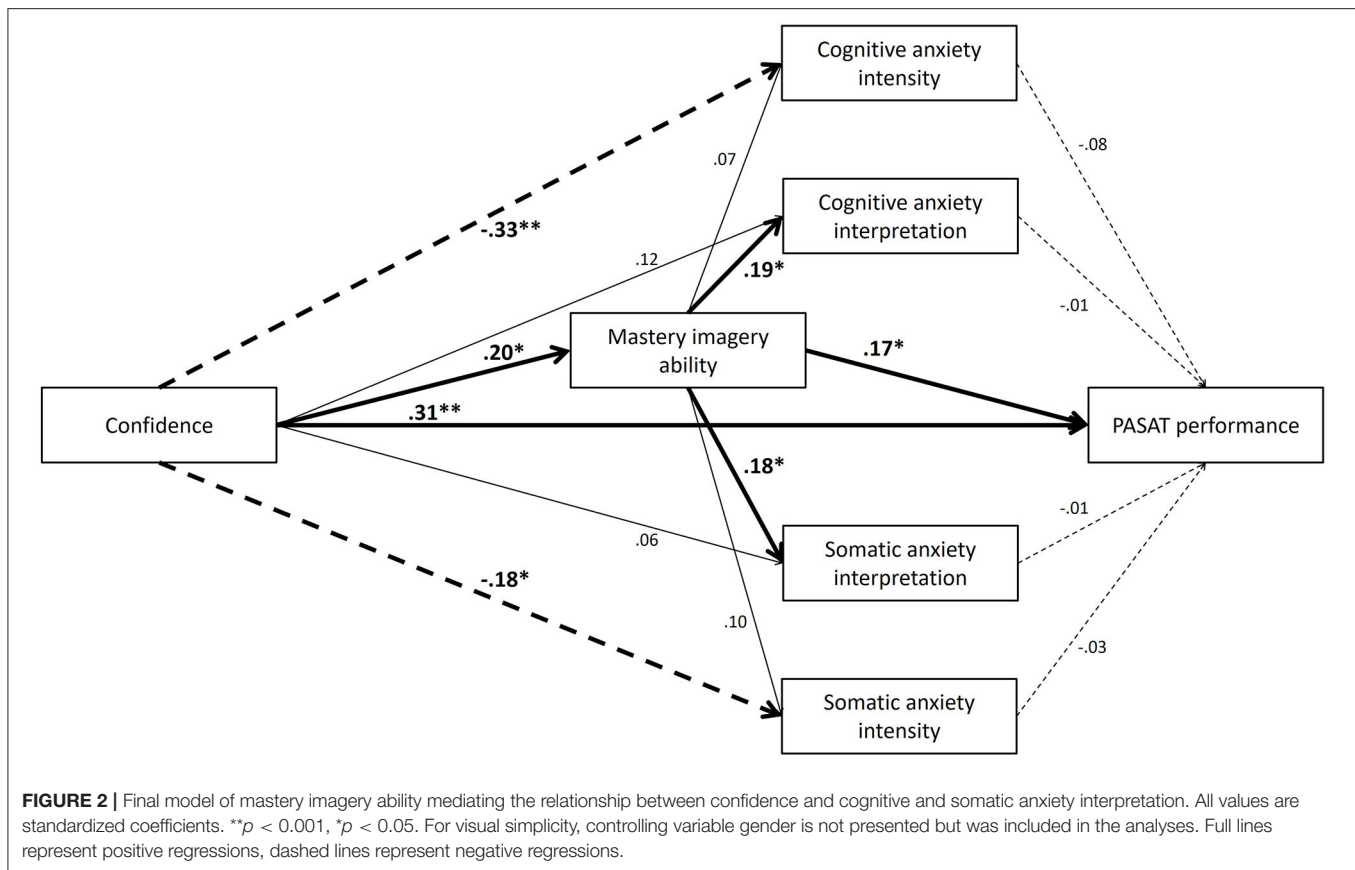 Cognitive anxiety
intensity
-.08
.07
Cognitive anxiety
interpretation
-.33**
.12
.19*
-.01
Mastery imagery
ability
.20*
.17*
.31**
Confidence
PASAT performance
.18*
-.01
.06
Somatic anxiety
interpretation
-.18*
.10
-.03
Somatic anxiety
intensity
FIGURE 2 | Final model of mastery imagery ability mediating the relationship between confidence and cognitive and somatic anxiety interpretation. All values are
standardized coefficients. **p < 0.001, *p < 0.05. For visual simplicity, controlling variable gender is not presented but was included in the analyses. Full lines
represent positive regressions, dashed lines represent negative regressions.